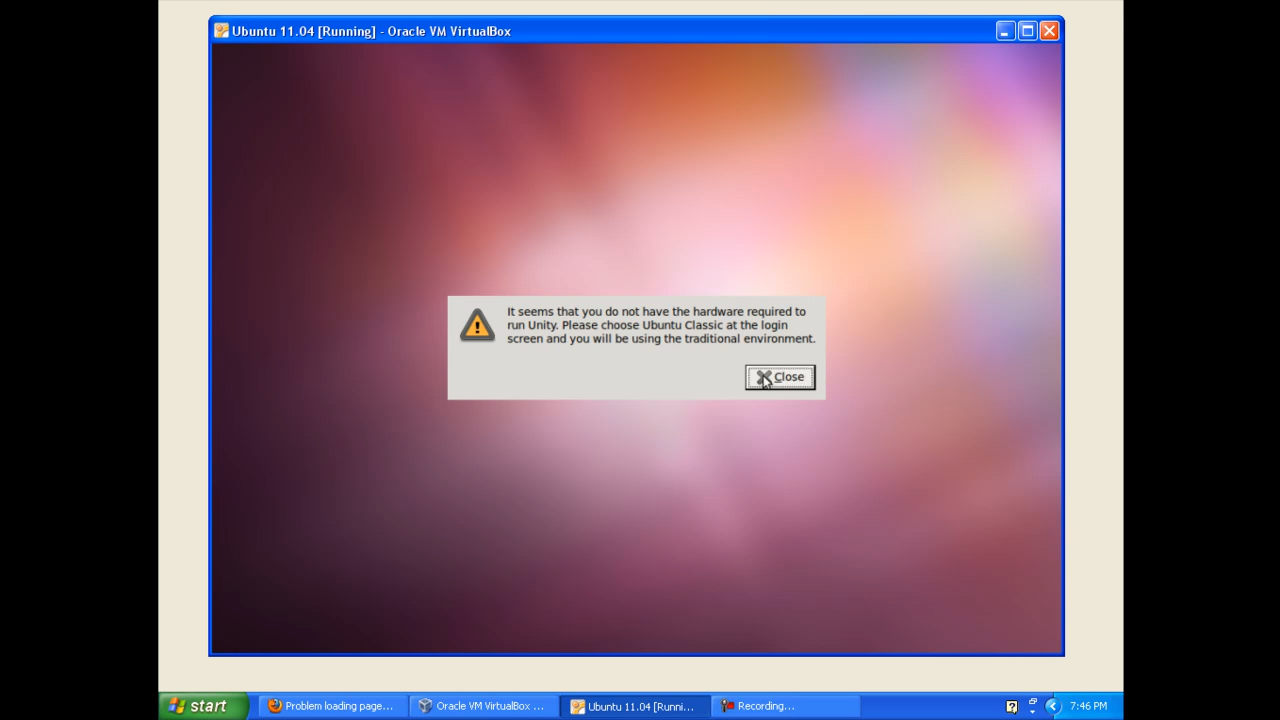 Ubuntu 11.04 [Running] - Oracle VM VirtualBox
It seems that you do not have the hardware required to
run Unity. Please choose Ubuntu Classic at the login
screen and you will be using the traditional environment.
Close
start
Problem loading page...
Oracle VM VirtualBox ...
Ubuntu 11.04 [Runni...
Recording...
7:46 PM